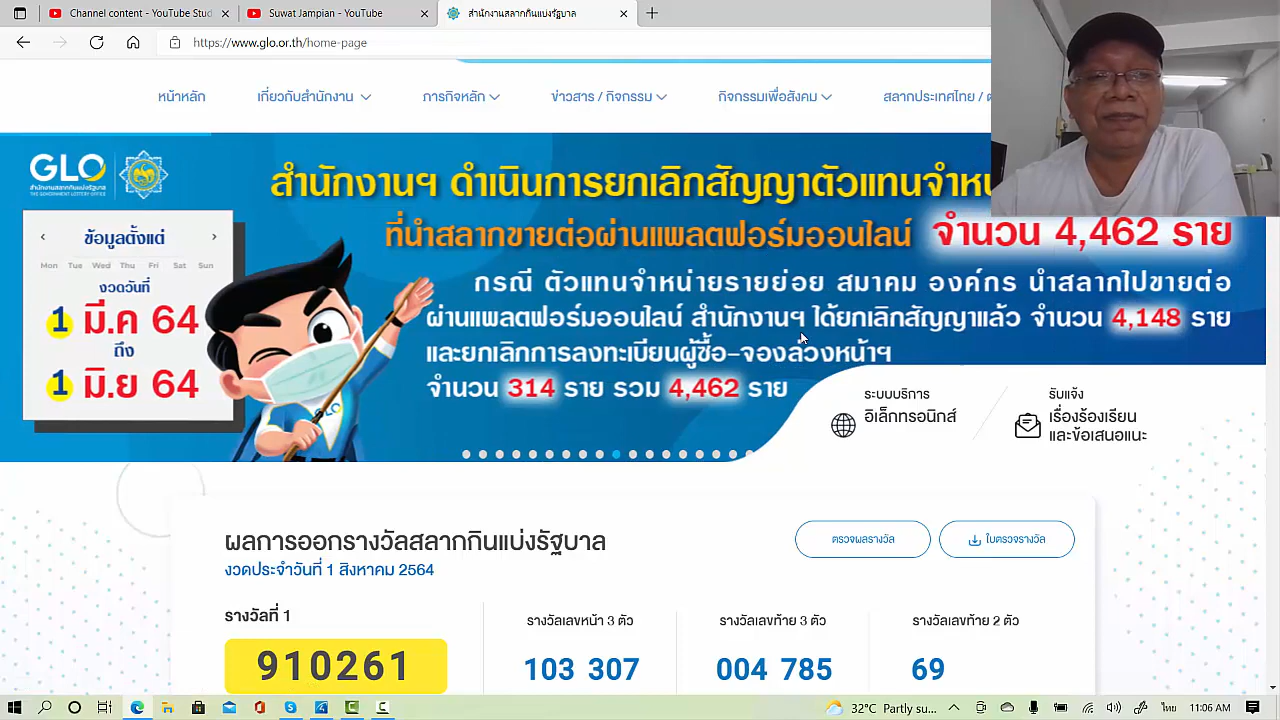 Channel content - YouTube Stud
Suwat Jampian - YouTube
สำนักงานสลากกินแบ่งรัฐบาล
https://www.glo.or.th/home-page
หน้าหลัก
เกี่ยวกับสำนักงาน
ภารกิจหลัก
ข่าวสาร / กิจกรรม
กิจกรรมเพื่อสังคม
สลากประเทศไทย /
GLO
สำนักงานสลากกินแบ่งรัฐบาล
THE GOVERNMENT LOTTERY OFFICE
สำนักงานฯ ดำเนินการยกเลิกสัญญาตัวแทนจำหน
ที่นำสลากขายต่อผ่านแพลตฟอร์มออนไลน์ จำนวน 4,462 ราย
ข้อมูลตั้งแต่
Mon Tue Wed Thu Fri Sat Sun
งวดวันที่
1 มี.ค 64
ถึง
1 มิ.ย 64
กรณี ตัวแทนจำหน่ายรายย่อย สมาคม องค์กร นำสลากไปขายต่อ
ผ่านแพลตฟอร์มออนไลน์ สำนักงานฯ ได้ยกเลิกสัญญาแล้ว จำนวน 4,148 ราย
และยกเลิกการลงทะเบียนผู้ซื้อ-จองล่วงหน้าฯ
จำนวน 314 ราย รวม 4,462 ราย
GLO
ระบบบริการ
อิเล็กทรอนิกส์
รับแจ้ง
เรื่องร้องเรียน
และข้อเสนอแนะ
ผลการออกรางวัลสลากกินแบ่งรัฐบาล
งวดประจำวันที่ 1 สิงหาคม 2564
ตรวจผลรางวัล
ใบตรวจรางวัล
รางวัลที่ 1
910261
รางวัลเลขหน้า 3 ตัว
103 307
รางวัลเลขท้าย 3 ตัว
004 785
รางวัลเลขท้าย 2 ตัว
69
32°C Partly su...
ไทย
11:06 AM